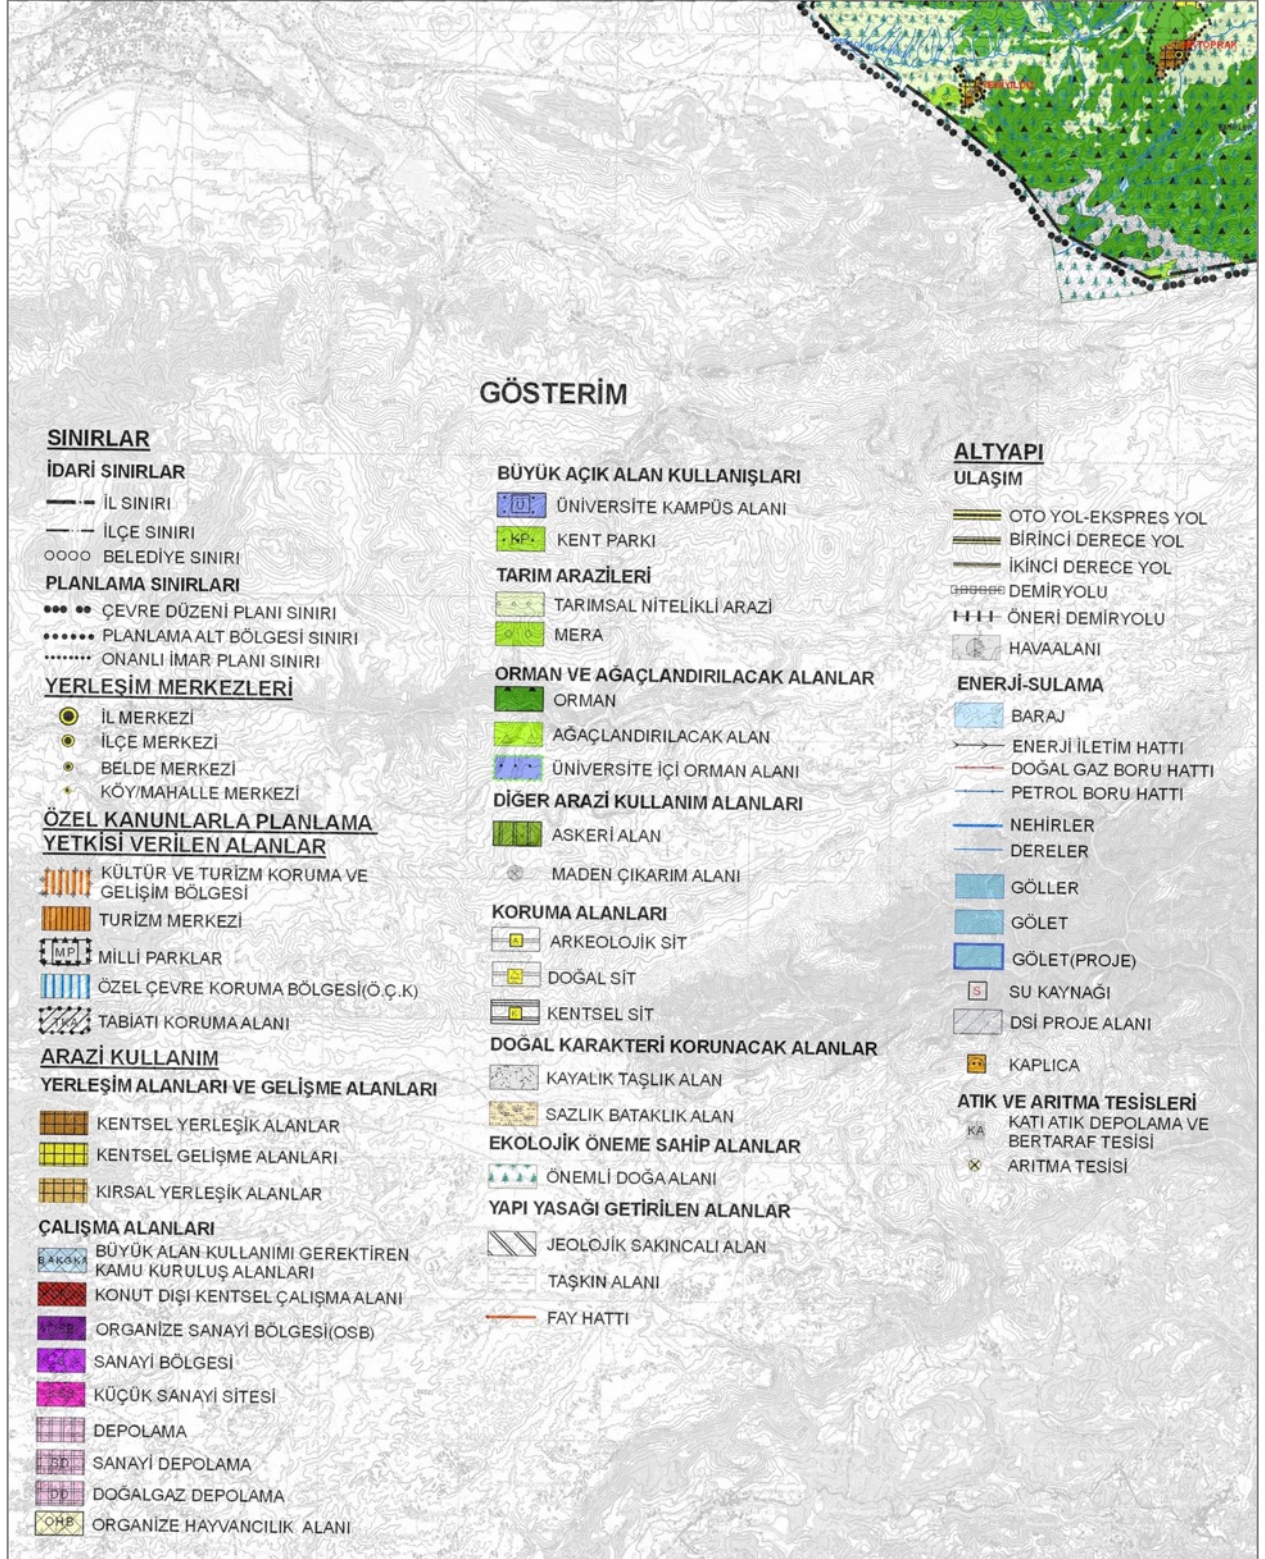 GÖSTERİM
SINIRLAR
İDARİ SINIRLAR
İL SINIRI
İLÇE SINIRI
BELEDİYE SINIRI
PLANLAMA SINIRLARI
ÇEVRE DÜZENİ PLANI SINIRI
PLANLAMA ALT BÖLGESİ SINIRI
ONANLI İMAR PLANI SINIRI
YERLEŞİM MERKEZLERİ
İL MERKEZİ
İLÇE MERKEZİ
BELDE MERKEZİ
KÖY/MAHALLE MERKEZİ
ÖZEL KANUNLARLA PLANLAMA
YETKİSİ VERİLEN ALANLAR
KÜLTÜR VE TURİZM KORUMA VE
GELİŞİM BÖLGESİ
TURİZM MERKEZİ
MP MİLLİ PARKLAR
ÖZEL ÇEVRE KORUMA BÖLGESİ(Ö.Ç.K)
TKA TABİATI KORUMA ALANI
ARAZİ KULLANIM
YERLEŞİM ALANLARI VE GELİŞME ALANLARI
KENTSEL YERLEŞİK ALANLAR
KENTSEL GELİŞME ALANLARI
KIRSAL YERLEŞİK ALANLAR
ÇALIŞMA ALANLARI
BAKGKA BÜYÜK ALAN KULLANIMI GEREKTİREN
KAMU KURULUŞ ALANLARI
KONUT DIŞI KENTSEL ÇALIŞMA ALANI
ORGANİZE SANAYİ BÖLGESİ(OSB)
SANAYİ BÖLGESİ
KÜÇÜK SANAYİ SİTESİ
DEPOLAMA
SD SANAYİ DEPOLAMA
DD DOĞALGAZ DEPOLAMA
OHB ORGANİZE HAYVANCILIK ALANI
BÜYÜK AÇIK ALAN KULLANIŞLARI
Ü ÜNİVERSİTE KAMPÜS ALANI
KP KENT PARKI
TARIM ARAZİLERİ
TARIMSAL NİTELİKLİ ARAZİ
MERA
ORMAN VE AĞAÇLANDIRILACAK ALANLAR
ORMAN
AĞAÇLANDIRILACAK ALAN
ÜNİVERSİTE İÇİ ORMAN ALANI
DİĞER ARAZİ KULLANIM ALANLARI
ASKERİ ALAN
MADEN ÇIKARIM ALANI
KORUMA ALANLARI
A ARKEOLOJİK SİT
DOĞAL SİT
K KENTSEL SİT
DOĞAL KARAKTERİ KORUNACAK ALANLAR
KAYALIK TAŞLIK ALAN
SAZLIK BATAKLIK ALAN
EKOLOJİK ÖNEME SAHİP ALANLAR
ÖNEMLİ DOĞA ALANI
YAPI YASAĞI GETİRİLEN ALANLAR
JEOLOJİK SAKINCALI ALAN
TAŞKIN ALANI
FAY HATTI
ALTYAPI
ULAŞIM
OTO YOL-EKSPRES YOL
BİRİNCİ DERECE YOL
İKİNCİ DERECE YOL
DEMİRYOLU
ÖNERİ DEMİRYOLU
HAVAALANI
ENERJİ-SULAMA
BARAJ
ENERJİ İLETİM HATTI
DOĞAL GAZ BORU HATTI
PETROL BORU HATTI
NEHİRLER
DERELER
GÖLLER
GÖLET
GÖLET(PROJE)
S SU KAYNAĞI
DSİ PROJE ALANI
KAPLICA
ATIK VE ARITMA TESİSLERİ
KA KATI ATIK DEPOLAMA VE
BERTARAF TESİSİ
ARITMA TESİSİ